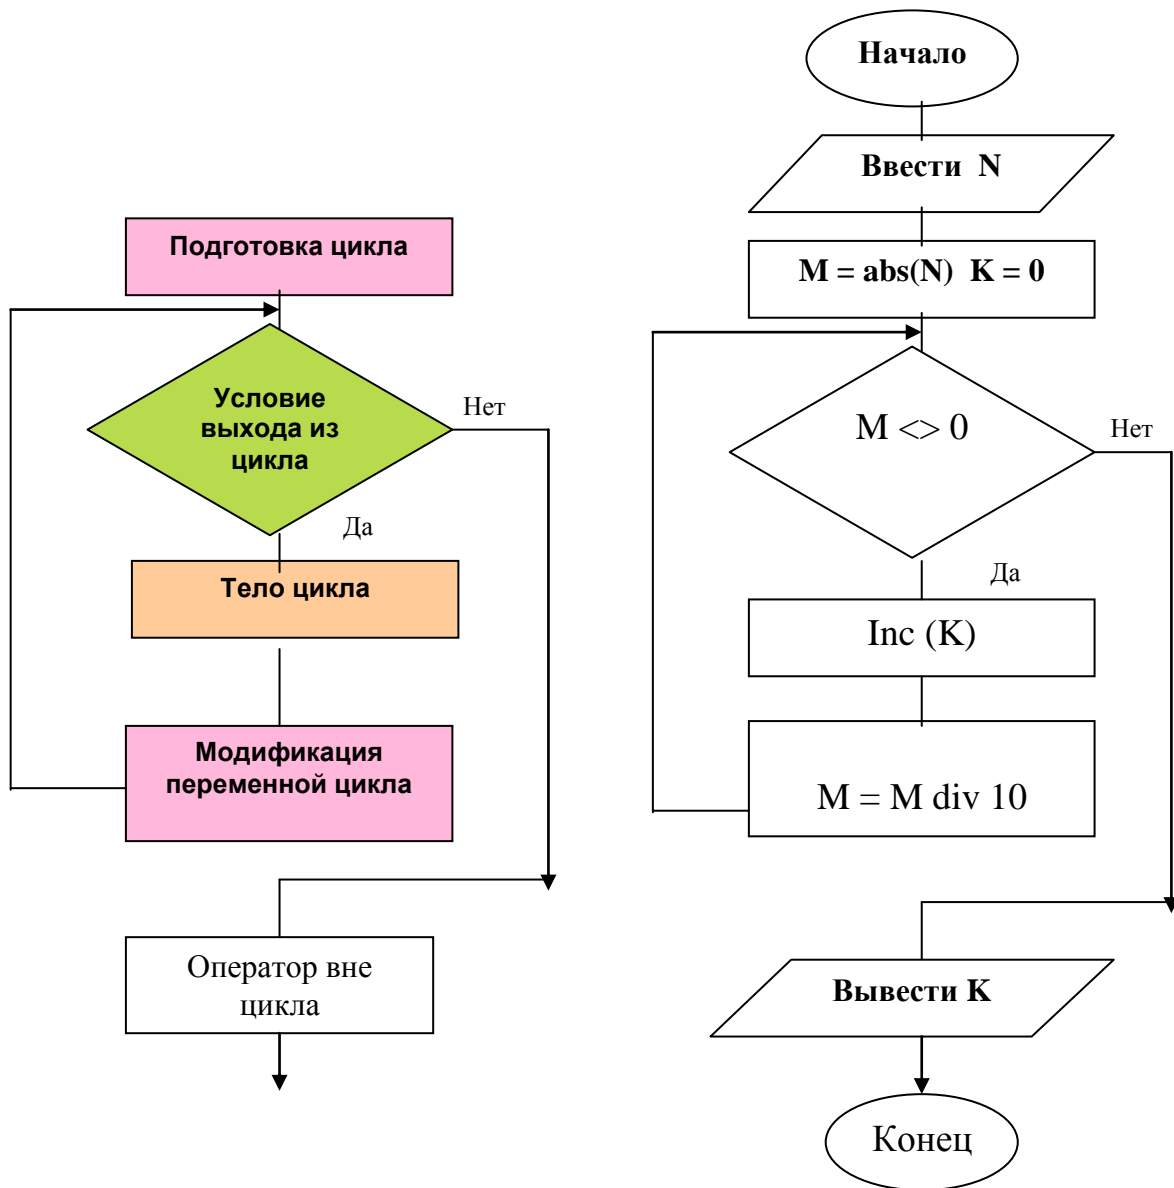 Подготовка цикла
Условие
выхода из
цикла
Нет
Да
Тело цикла
Модификация
переменной цикла
Оператор вне
цикла
Начало
Ввести N
M = abs(N) K = 0
M <> 0
Нет
Да
Inc (K)
M = M div 10
Вывести K
Конец